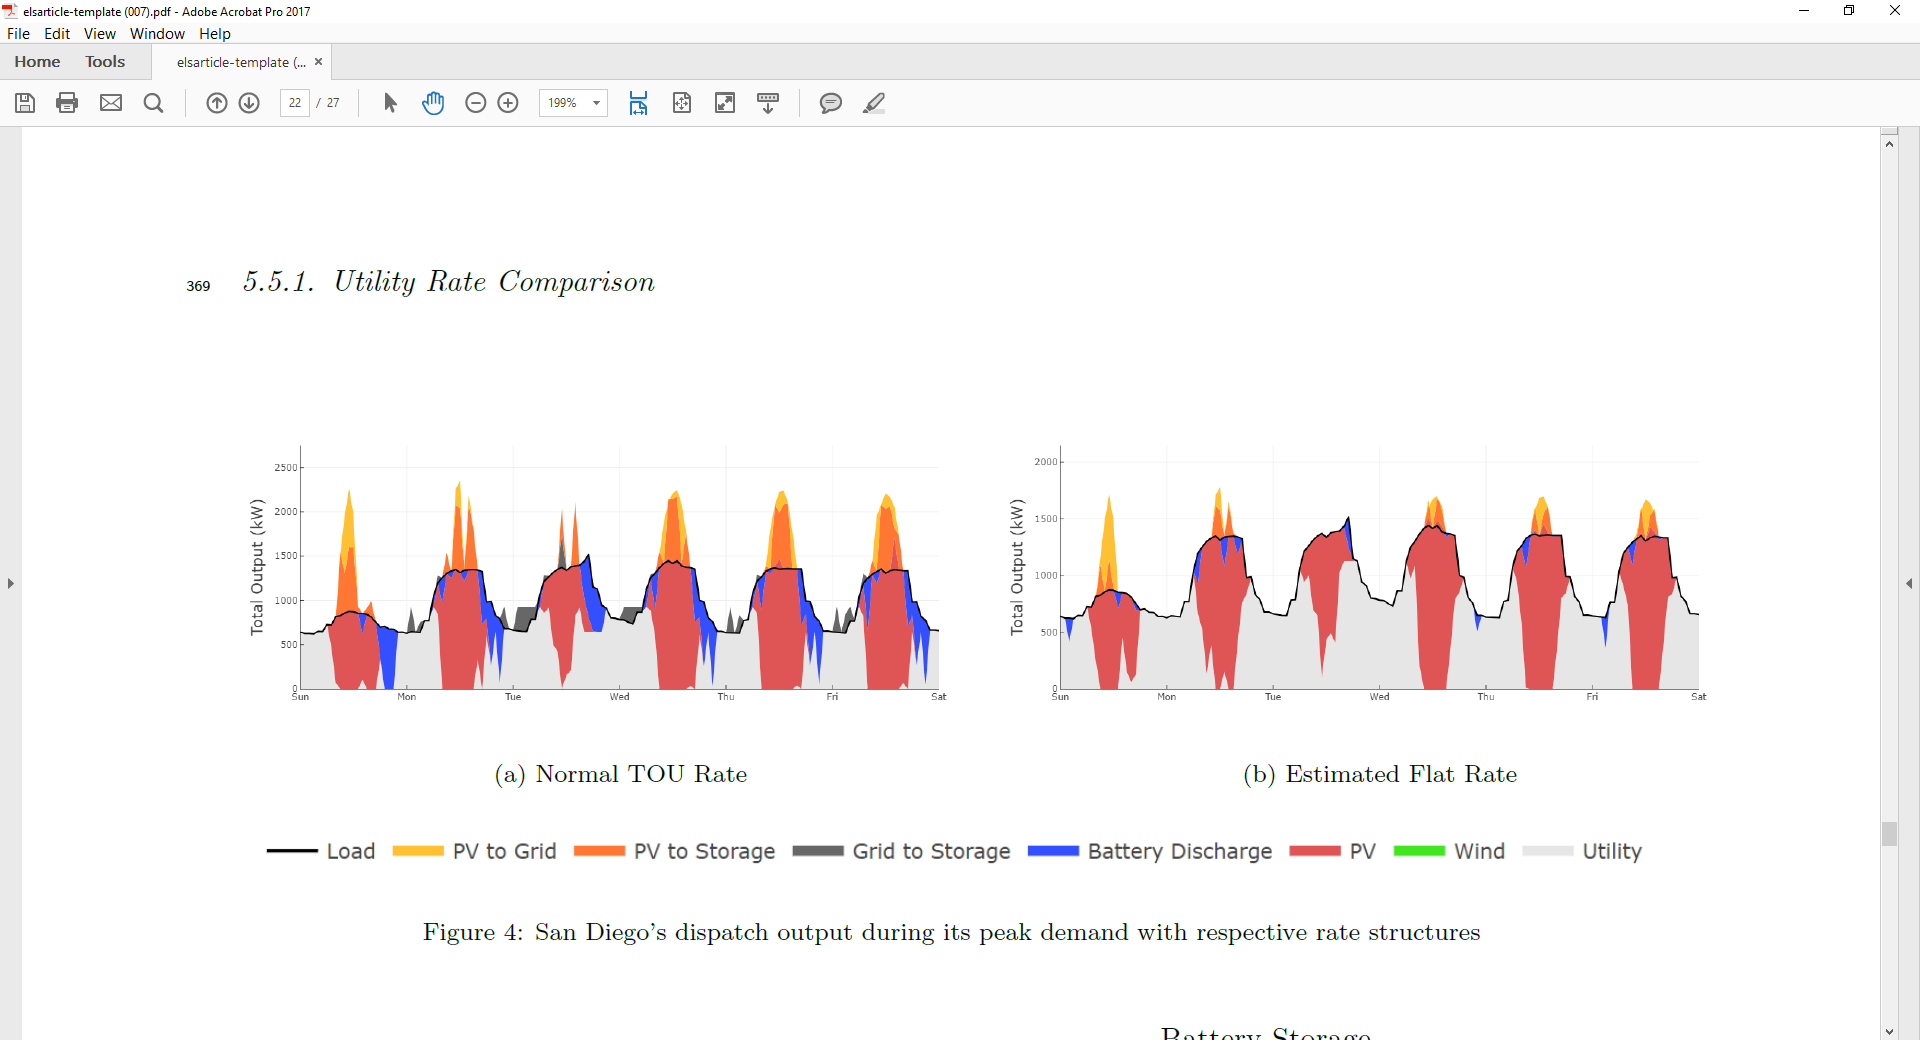 elsarticle-template (007).pdf - Adobe Acrobat Pro 2017
File Edit View Window Help
Home Tools elsarticle-template (... ×
22 / 27 199%
369 5.5.1. Utility Rate Comparison
Total Output (kW)
2500
2000
1500
1000
500
0
Sun Mon Tue Wed Thu Fri Sat
(a) Normal TOU Rate
Total Output (kW)
2000
1500
1000
500
0
Sun Mon Tue Wed Thu Fri Sat
(b) Estimated Flat Rate
Load PV to Grid PV to Storage Grid to Storage Battery Discharge PV Wind Utility
Figure 4: San Diego's dispatch output during its peak demand with respective rate structures
Battery Storage